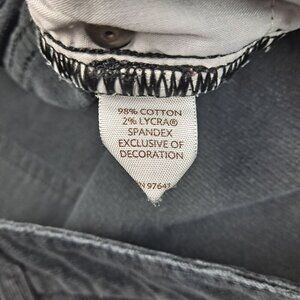 98% COTTON
2% LYCRA®
SPANDEX
EXCLUSIVE OF
DECORATION